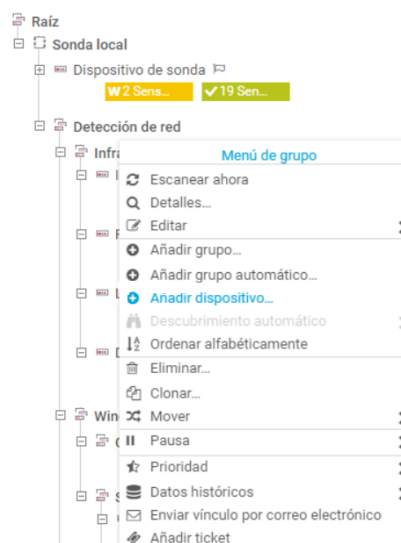 Raíz
Sonda local
Dispositivo de sonda
W 2 Sens...
19 Sen...
Detección de red
Infra
Menú de grupo
Escanear ahora
Detalles...
Editar
Añadir grupo...
Añadir grupo automático...
Añadir dispositivo...
Descubrimiento automático
Ordenar alfabéticamente
Eliminar...
Clonar...
Win
Mover
Pausa
Prioridad
Datos históricos
Enviar vínculo por correo electrónico
Añadir ticket